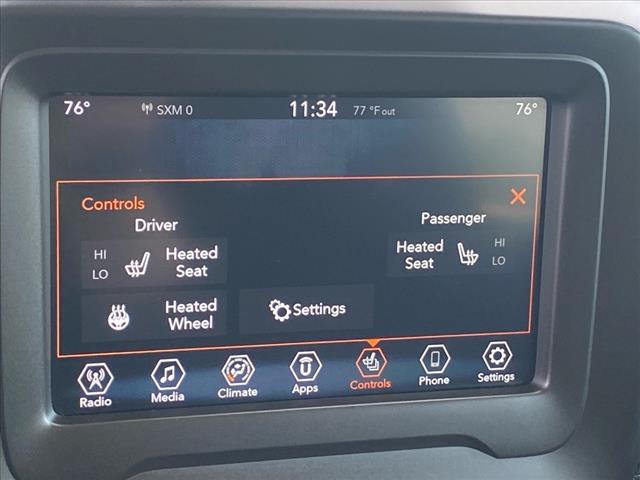 76° SXM 0 11:34 77 °F out 76°
Controls
Driver
Passenger
HI
LO
Heated
Seat
Heated
Seat
HI
LO
Heated
Wheel
Settings
Radio Media Climate Apps Controls Phone Settings